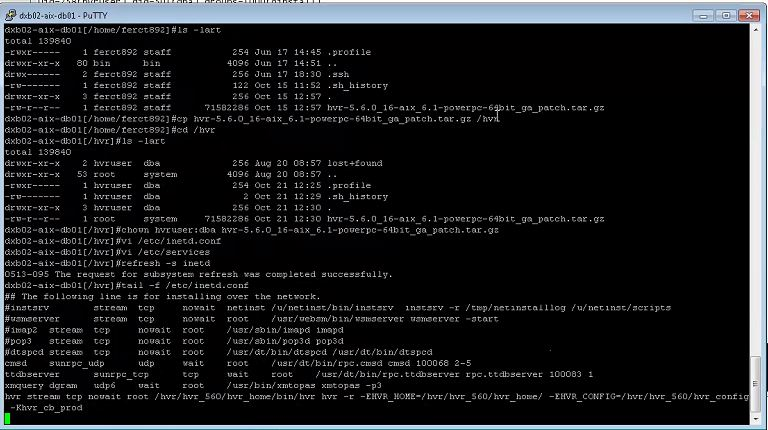 dxb02-aix-db01 - PuTTY
dxb02-aix-db01[/home/ferct892]#ls -lart
total 139840
-rwxr----- 1 ferct892 staff 254 Jun 17 14:45 .profile
drwxr-xr-x 80 bin bin 4096 Jun 17 14:51 ..
drwx------ 2 ferct892 staff 256 Jun 17 18:30 .ssh
-rw------- 1 ferct892 staff 122 Oct 15 11:52 .sh_history
drwxr-xr-x 3 ferct892 staff 256 Oct 15 12:57 .
-rw-r--r-- 1 ferct892 staff 71582286 Oct 15 12:57 hvr-5.6.0_16-aix_6.1-powerpc-64bit_ga_patch.tar.gz
dxb02-aix-db01[/home/ferct892]#cp hvr-5.6.0_16-aix_6.1-powerpc-64bit_ga_patch.tar.gz /hvr
dxb02-aix-db01[/home/ferct892]#cd /hvr
dxb02-aix-db01[/hvr]#ls -lart
total 139840
drwxr-xr-x 2 hvruser dba 256 Aug 20 08:57 lost+found
drwxr-xr-x 53 root system 4096 Aug 20 08:57 ..
-rwxr----- 1 hvruser dba 254 Oct 21 12:25 .profile
-rw------- 1 hvruser dba 2 Oct 21 12:29 .sh_history
drwxr-xr-x 3 hvruser dba 256 Oct 21 12:30 .
-rw-r--r-- 1 root system 71582286 Oct 21 12:30 hvr-5.6.0_16-aix_6.1-powerpc-64bit_ga_patch.tar.gz
dxb02-aix-db01[/hvr]#chown hvruser:dba hvr-5.6.0_16-aix_6.1-powerpc-64bit_ga_patch.tar.gz
dxb02-aix-db01[/hvr]#vi /etc/inetd.conf
dxb02-aix-db01[/hvr]#vi /etc/services
dxb02-aix-db01[/hvr]#refresh -s inetd
0513-095 The request for subsystem refresh was completed successfully.
dxb02-aix-db01[/hvr]#tail -f /etc/inetd.conf
## The following line is for installing over the network.
#instsrv stream tcp nowait netinst /u/netinst/bin/instsrv instsrv -r /tmp/netinstalllog /u/netinst/scripts
#wsmserver stream tcp nowait root /usr/websm/bin/wsmserver wsmserver -start
#imap2 stream tcp nowait root /usr/sbin/imapd imapd
#pop3 stream tcp nowait root /usr/sbin/pop3d pop3d
#dtspcd stream tcp nowait root /usr/dt/bin/dtspcd /usr/dt/bin/dtspcd
cmsd sunrpc_udp udp wait root /usr/dt/bin/rpc.cmsd cmsd 100068 2-5
ttdbserver sunrpc_tcp tcp wait root /usr/dt/bin/rpc.ttdbserver rpc.ttdbserver 100083 1
xmquery dgram udp6 wait root /usr/bin/xmtopas xmtopas -p3
hvr stream tcp nowait root /hvr/hvr_560/hvr_home/bin/hvr hvr -r -EHVR_HOME=/hvr/hvr_560/hvr_home/ -EHVR_CONFIG=/hvr/hvr_560/hvr_config
-Khvr_cb_prod